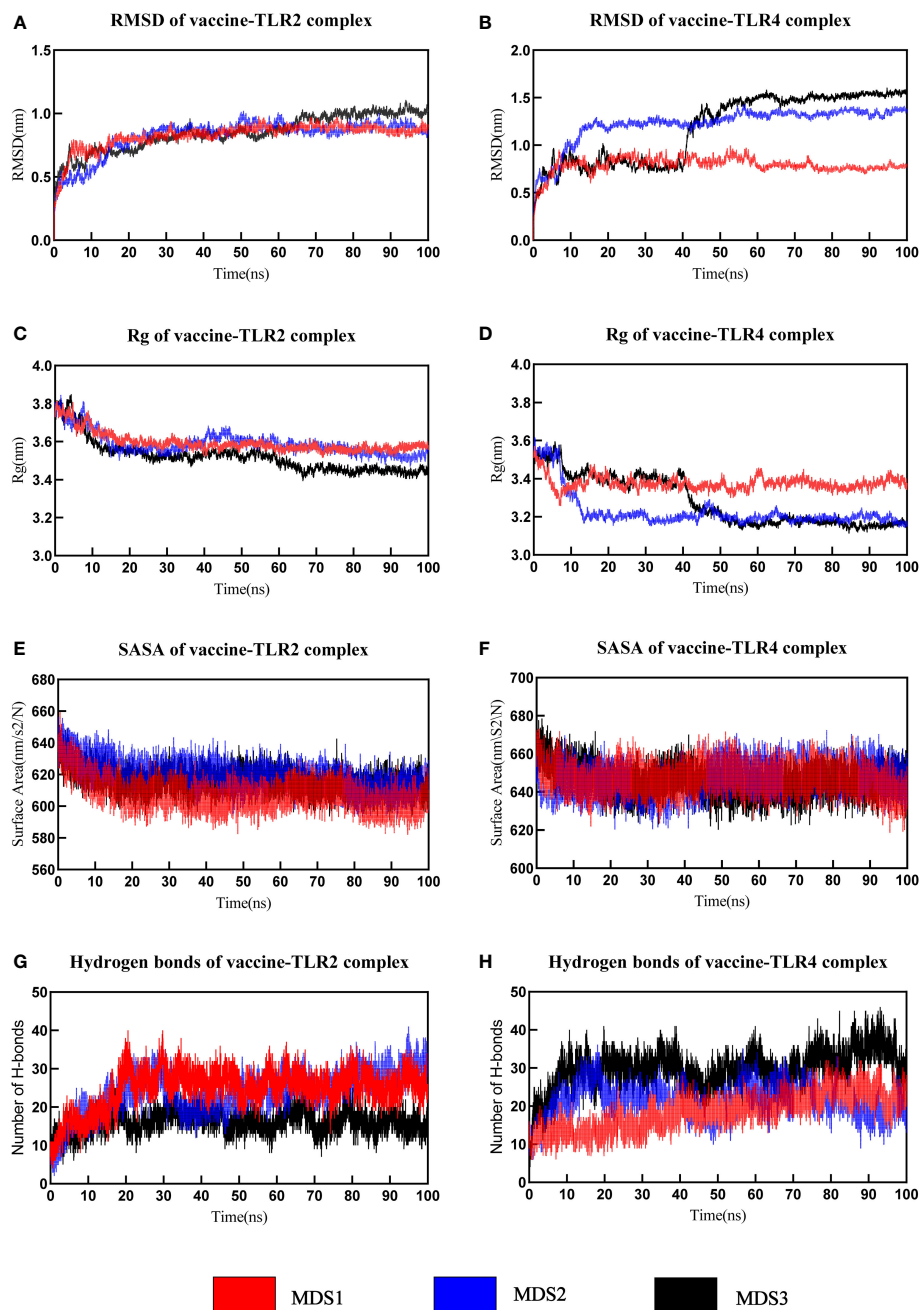 A RMSD of vaccine-TLR2 complex
1.5
1.0
0.5
0.0
RMSD(nm)
0 10 20 30 40 50 60 70 80 90 100
Time(ns)
B RMSD of vaccine-TLR4 complex
2.0
1.5
1.0
0.5
0.0
RMSD(nm)
0 10 20 30 40 50 60 70 80 90 100
Time(ns)
C Rg of vaccine-TLR2 complex
4.0
3.8
3.6
3.4
3.2
3.0
Rg(nm)
0 10 20 30 40 50 60 70 80 90 100
Time(ns)
D Rg of vaccine-TLR4 complex
4.0
3.8
3.6
3.4
3.2
3.0
Rg(nm)
0 10 20 30 40 50 60 70 80 90 100
Time(ns)
E SASA of vaccine-TLR2 complex
680
660
640
620
600
580
560
Surface Area(nm/s2/N)
0 10 20 30 40 50 60 70 80 90 100
Time(ns)
F SASA of vaccine-TLR4 complex
700
680
660
640
620
600
Surface Area(nm\S2\N)
0 10 20 30 40 50 60 70 80 90 100
Time(ns)
G Hydrogen bonds of vaccine-TLR2 complex
50
40
30
20
10
0
Number of H-bonds
0 10 20 30 40 50 60 70 80 90 100
Time(ns)
H Hydrogen bonds of vaccine-TLR4 complex
50
40
30
20
10
0
Number of H-bonds
0 10 20 30 40 50 60 70 80 90 100
Time(ns)
MDS1 MDS2 MDS3